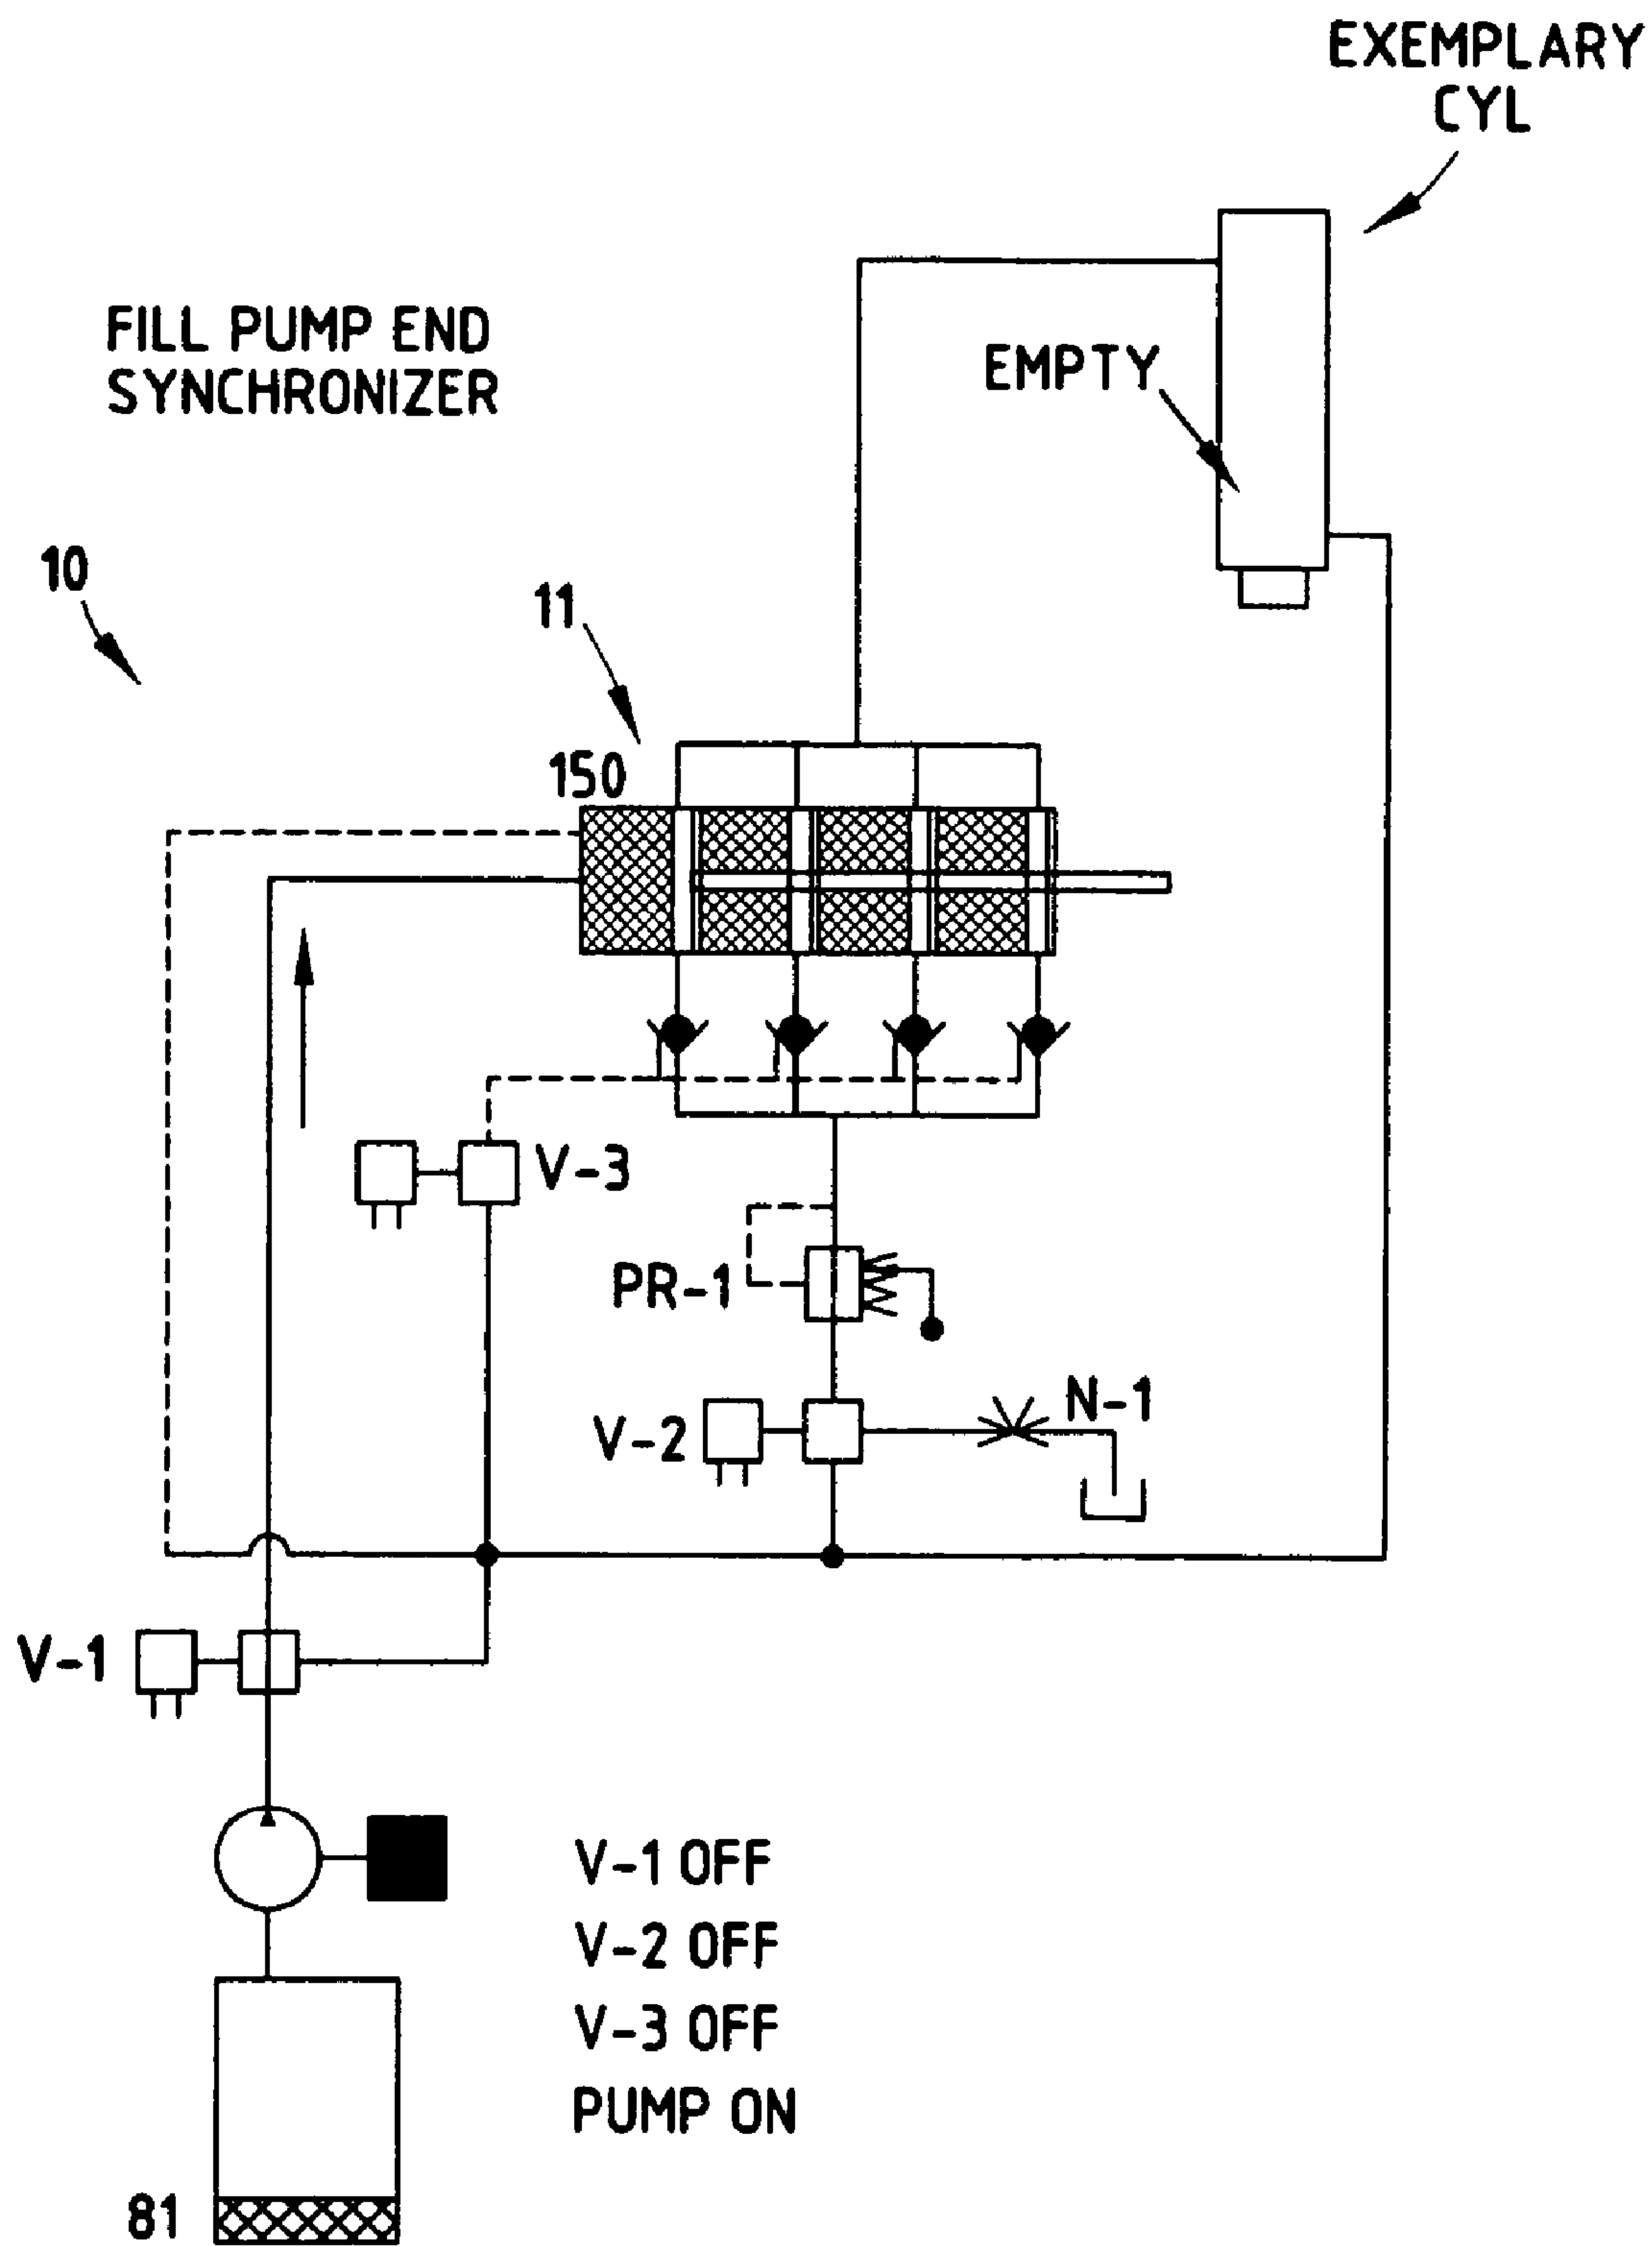 EXEMPLARY
CYL
FILL PUMP END
SYNCHRONIZER
EMPTY
10
11
150
V-3
PR-1
N-1
V-2
V-1
V-1 OFF
V-2 OFF
V-3 OFF
PUMP ON
81